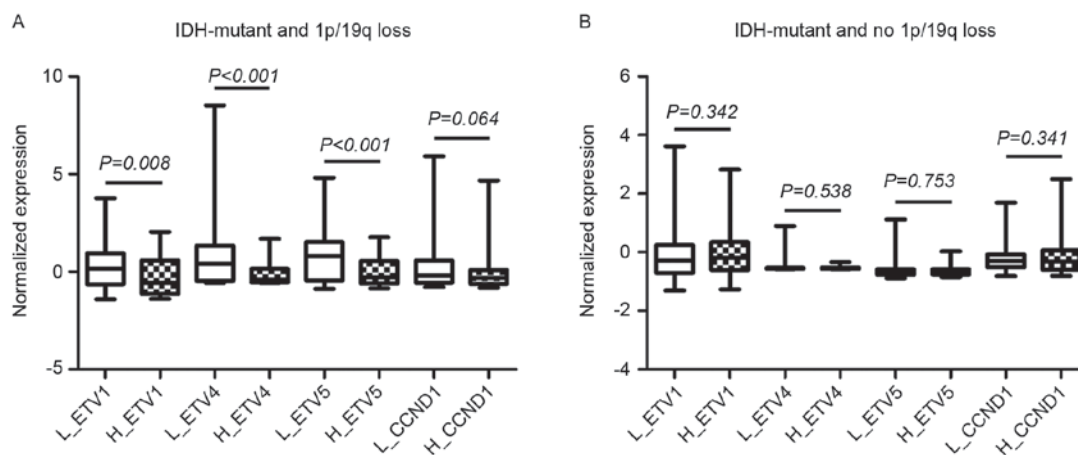 A
IDH-mutant and 1p/19q loss
Normalized expression
10
5
0
-5
P=0.008
P<0.001
P<0.001
P=0.064
L_ETV1
H_ETV1
L_ETV4
H_ETV4
L_ETV5
H_ETV5
L_CCND1
H_CCND1
B
IDH-mutant and no 1p/19q loss
Normalized expression
6
4
2
0
-2
-4
P=0.342
P=0.538
P=0.753
P=0.341
L_ETV1
H_ETV1
L_ETV4
H_ETV4
L_ETV5
H_ETV5
L_CCND1
H_CCND1